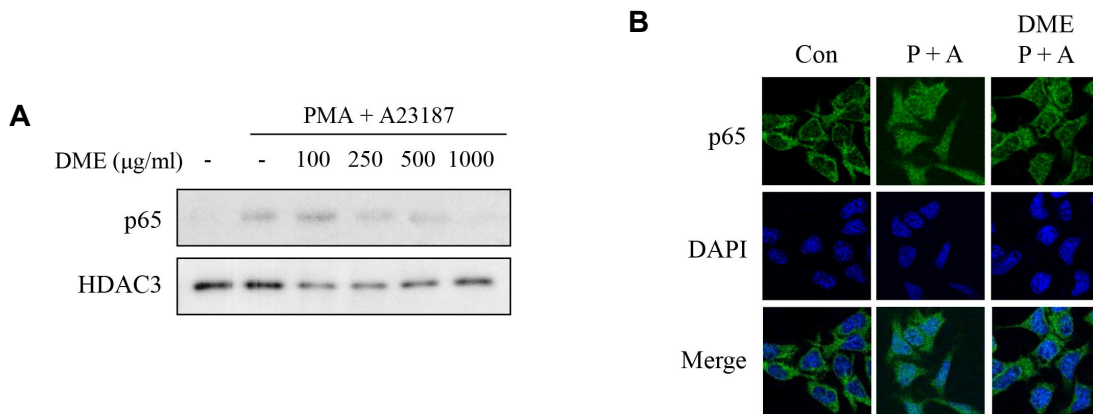 A
PMA + A23187
DME (μg/ml) - - 100 250 500 1000
p65
HDAC3
B
Con P + A DME P + A
p65
DAPI
Merge